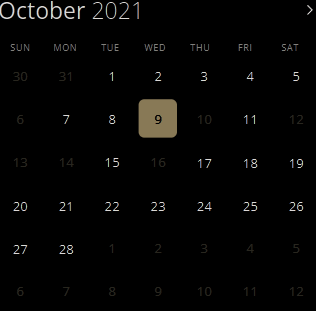 October 2021 >
SUN MON TUE WED THU FRI SAT
30 31 1 2 3 4 5
6 7 8 9 10 11 12
13 14 15 16 17 18 19
20 21 22 23 24 25 26
27 28 1 2 3 4 5
6 7 8 9 10 11 12